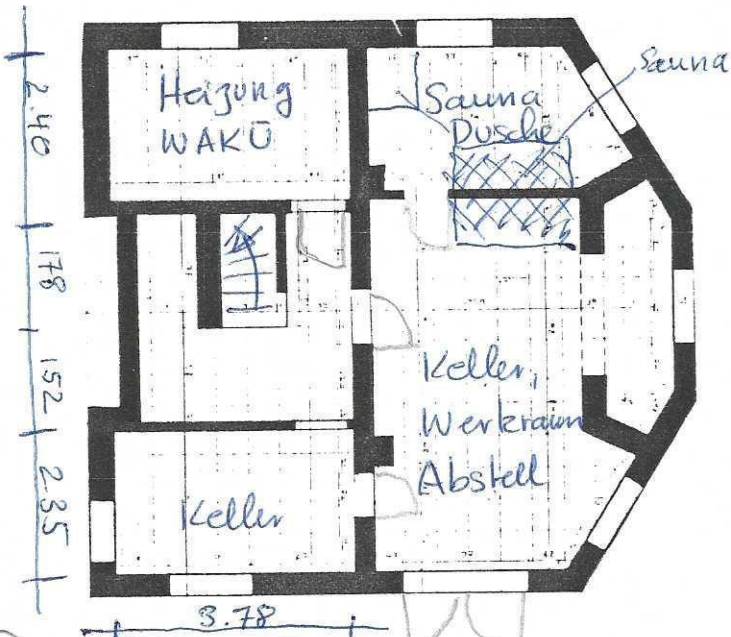 Heizung
WAKÜ
Sauna
Dusche
Sauna
2.40
178
152
2.35
Keller,
Werkraum
Abstell
Keller
3.78